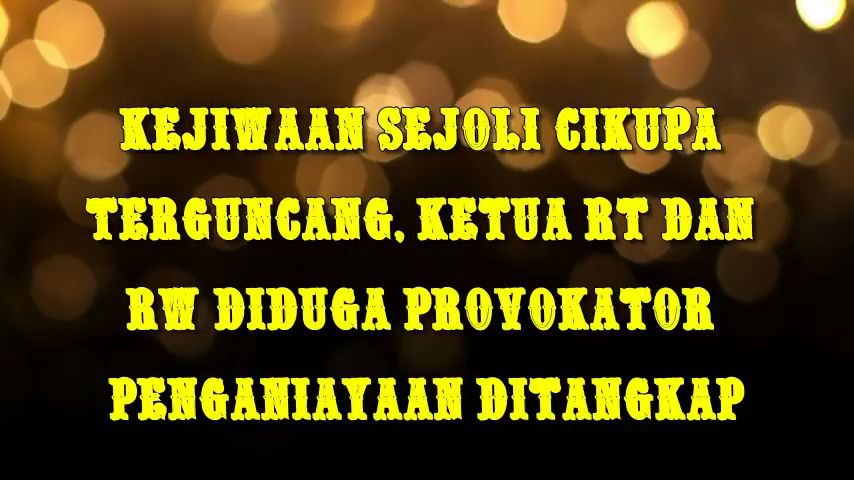 KEJIWAAN SEJOLI CIKUPA
TERGUNCANG, KETUA RT DAN
RW DIDUGA PROVOKATOR
PENGANIAYAAN DITANGKAP